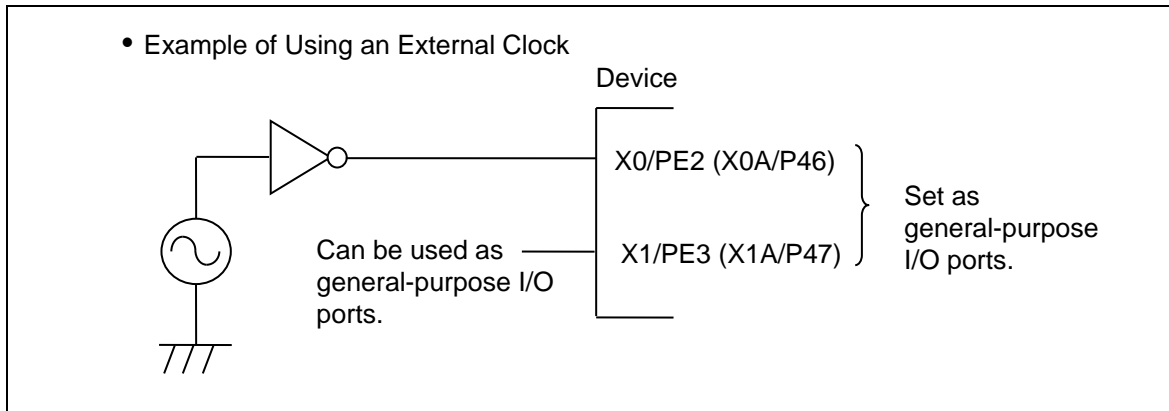 • Example of Using an External Clock
Device
X0/PE2 (X0A/P46)
Set as
general-purpose
I/O ports.
Can be used as
general-purpose I/O
ports.
X1/PE3 (X1A/P47)